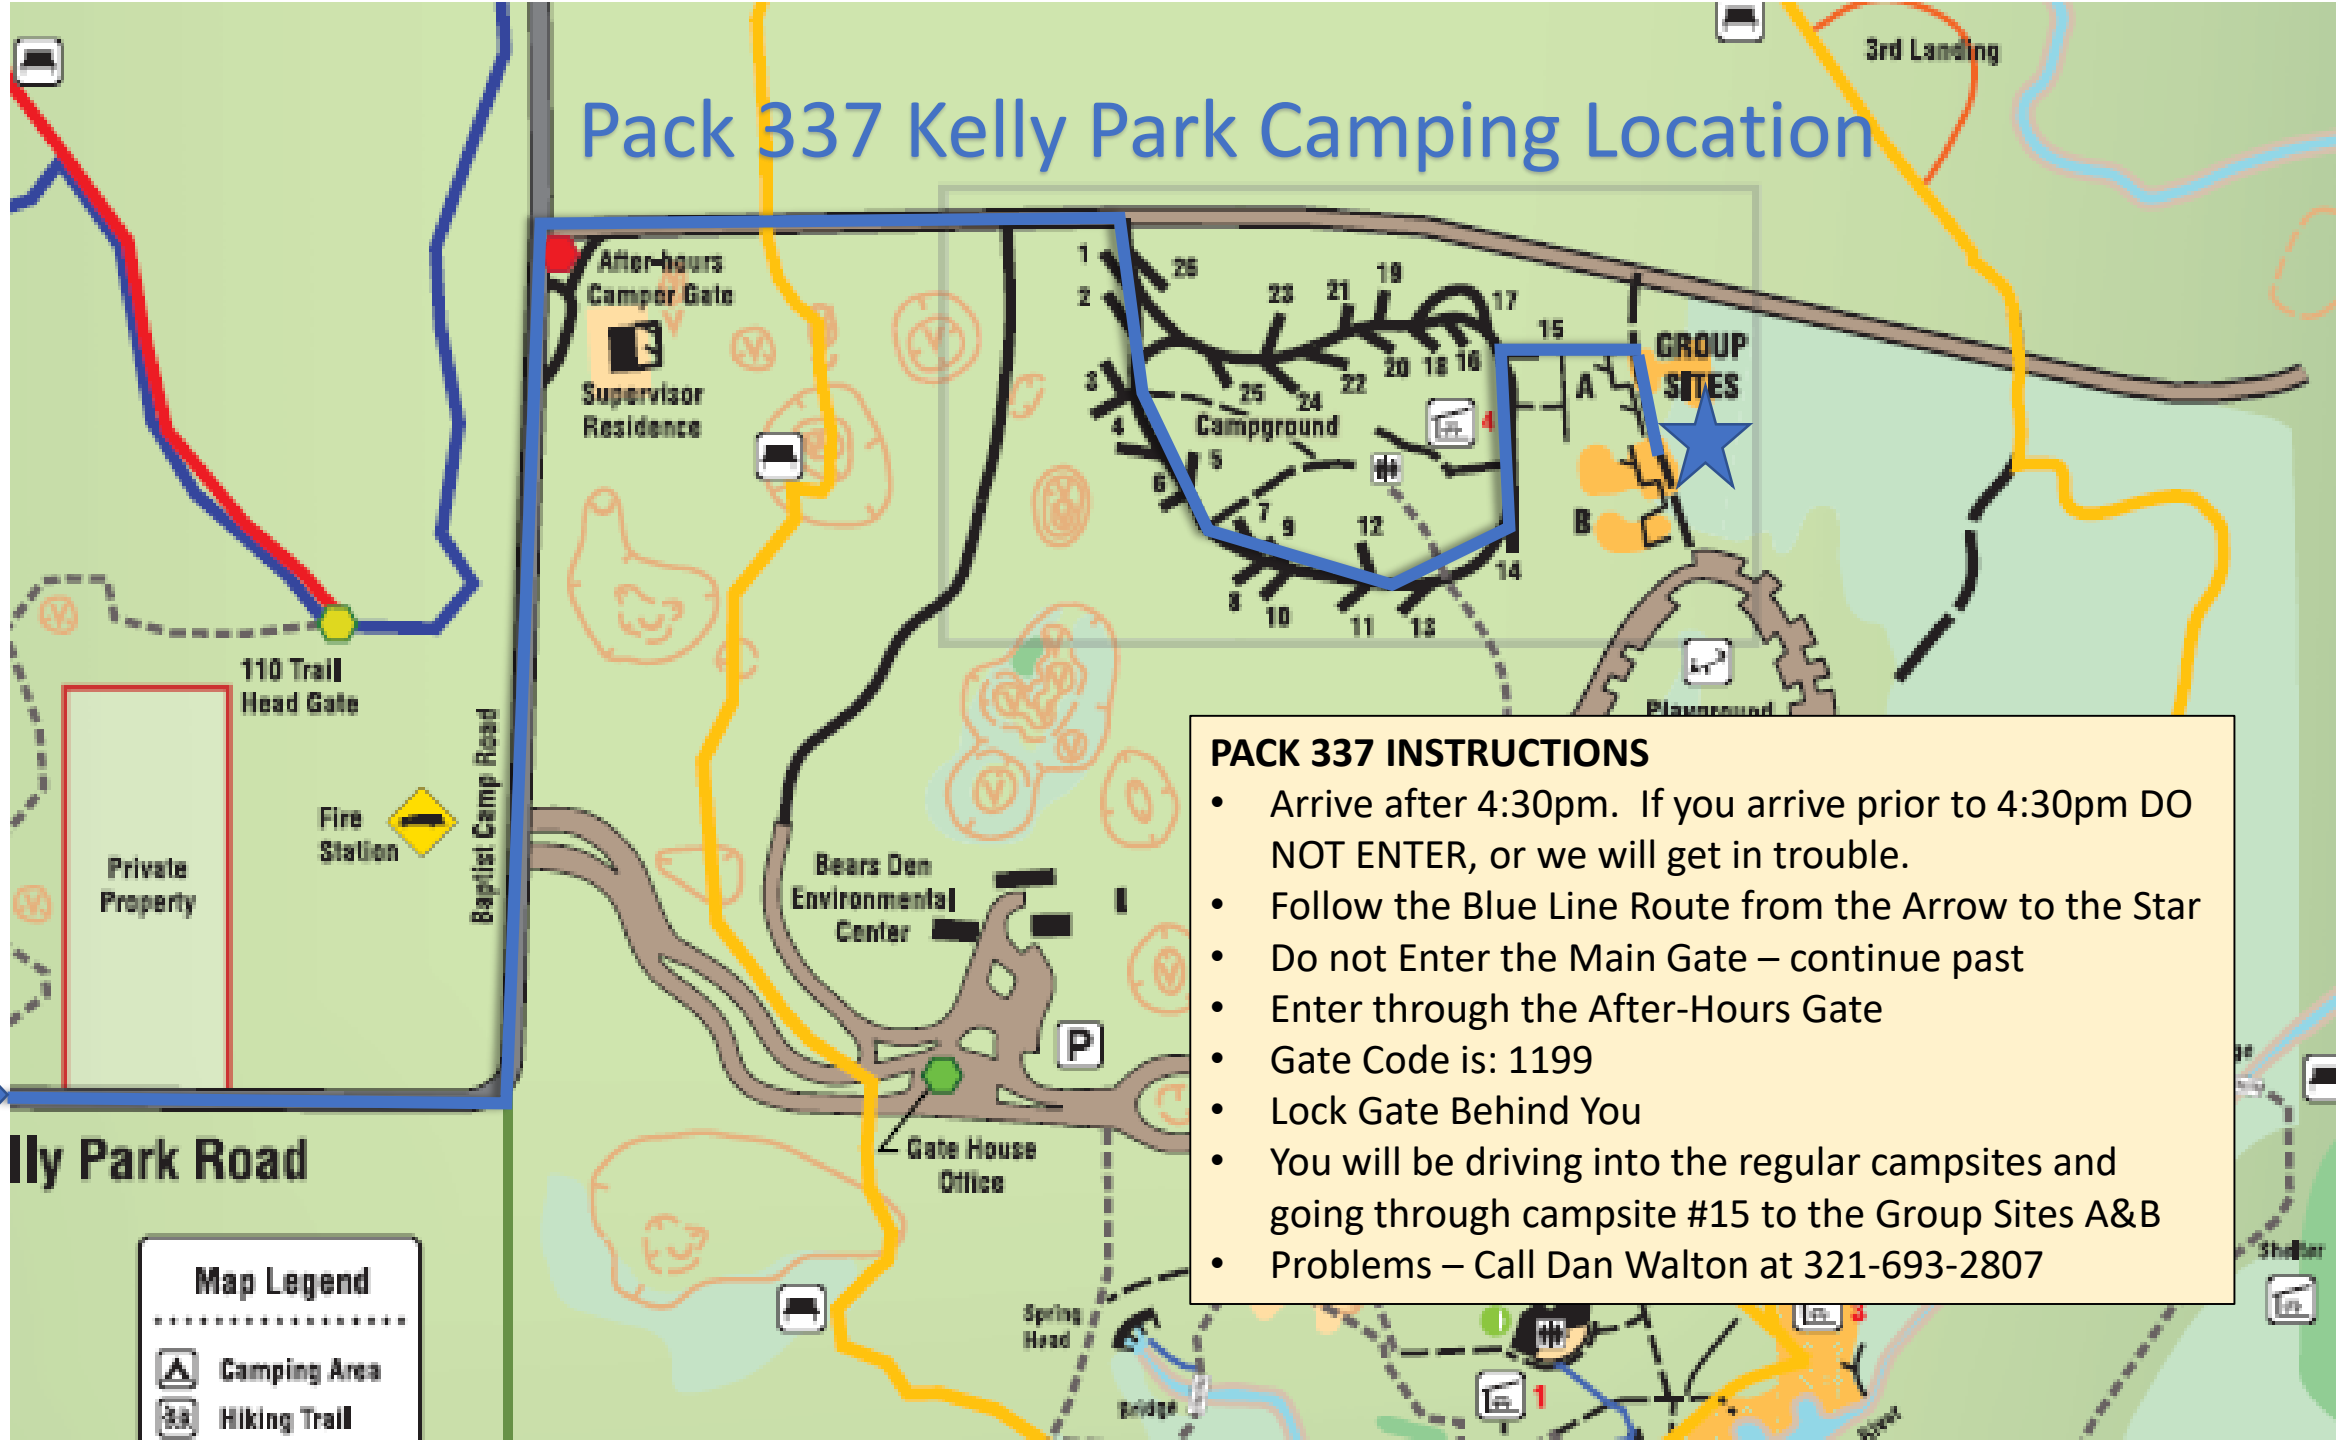 3rd Landing
Pack 337 Kelly Park Camping Location
After-hours
Camper Gate
Supervisor
Residence
1
26
2
23
21
19
17
15
GROUP
SITES
3
25
24
22
20
18
16
A
4
Campground
4
5
6
7
9
12
B
8
10
11
13
14
110 Trail
Head Gate
Playground
Baptist Camp Road
Fire
Station
Private
Property
Bears Den
Environmental
Center
P
Gate House
Office
lly Park Road
PACK 337 INSTRUCTIONS
• Arrive after 4:30pm. If you arrive prior to 4:30pm DO
NOT ENTER, or we will get in trouble.
• Follow the Blue Line Route from the Arrow to the Star
• Do not Enter the Main Gate – continue past
• Enter through the After-Hours Gate
• Gate Code is: 1199
• Lock Gate Behind You
• You will be driving into the regular campsites and
going through campsite #15 to the Group Sites A&B
• Problems – Call Dan Walton at 321-693-2807
Map Legend
Camping Area
Hiking Trail
Spring
Head
Bridge
1
3
Shelter
River